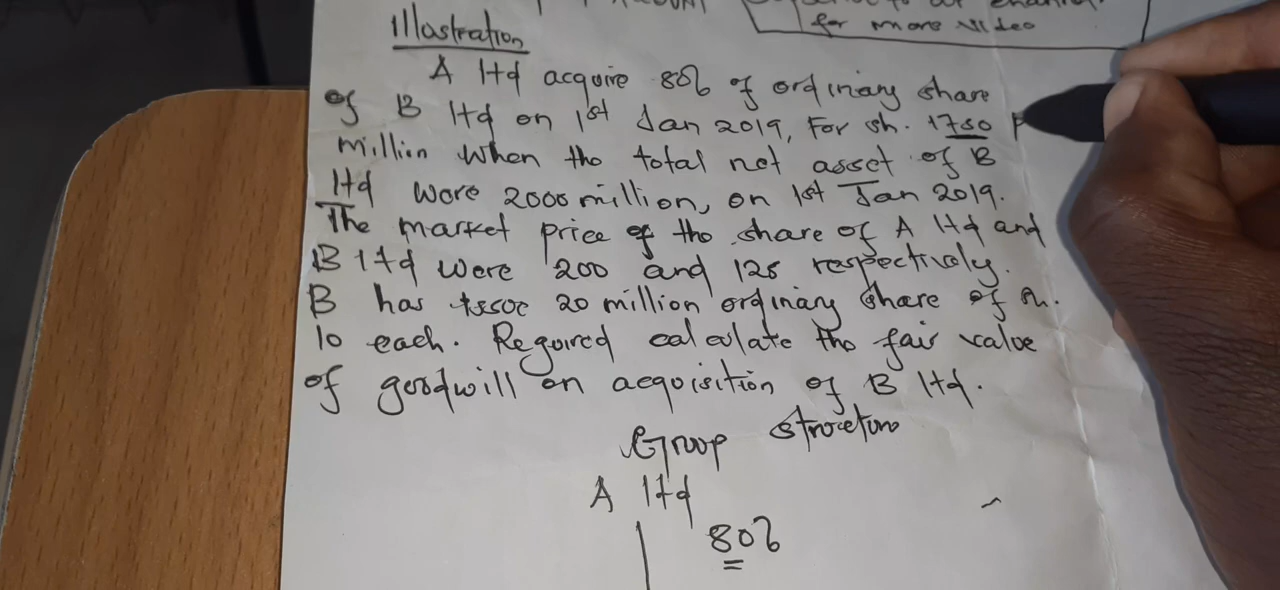 for more video
Illustration
A ltd acquire 80% of ordinary share
of B ltd on 1st Jan 2019, For sh. 1750
million when the total net asset of B
ltd were 2000 million, on 1st Jan 2019.
The market price of the share of A ltd and
B ltd were 200 and 125 respectively.
B has issue 20 million ordinary share of sh.
10 each. Required calculate the fair value
of goodwill on acquisition of B ltd.
Group structure
A ltd
80%